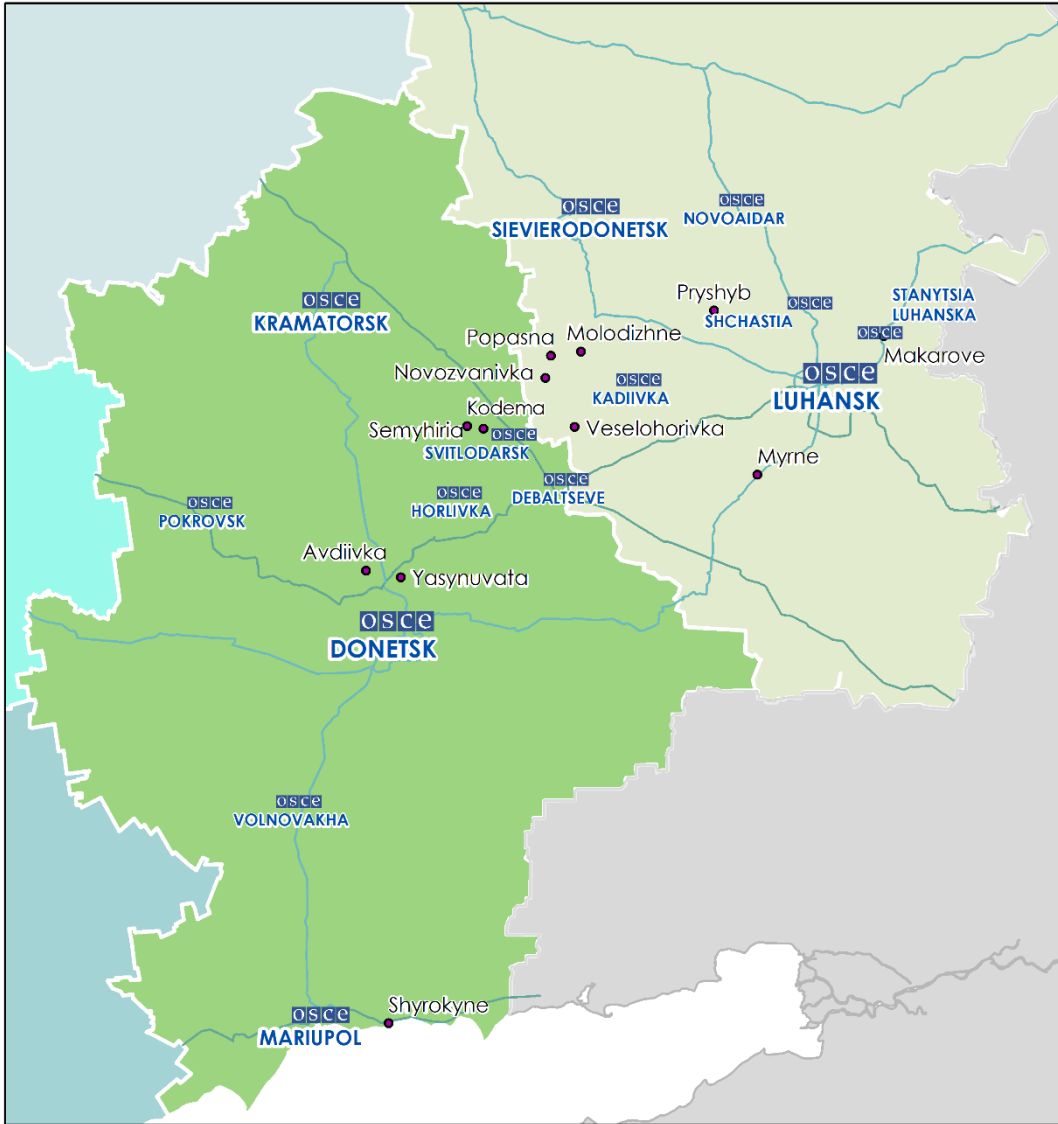 osce
SIEVIERODONETSK
osce
NOVOAIDAR
osce
KRAMATORSK
Pryshyb
osce
SHCHASTIA
STANYTSIA
LUHANSKA
osce
Makarove
Popasna
Molodizhne
Novozvanivka
osce
KADIIVKA
osce
LUHANSK
Kodema
Semyhiria
osce
SVITLODARSK
Veselohorivka
Myrne
osce
DEBALTSEVE
osce
HORLIVKA
osce
POKROVSK
Avdiivka
Yasynuvata
osce
DONETSK
osce
VOLNOVAKHA
Shyrokyne
osce
MARIUPOL